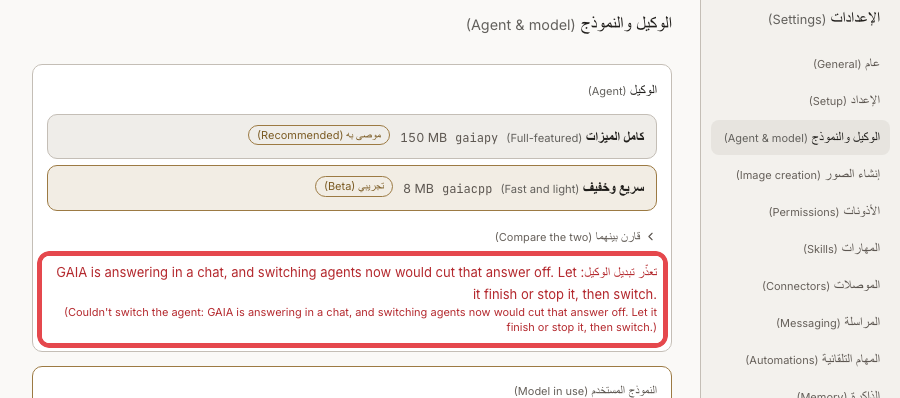 الإعدادات (Settings)
عام (General)
الإعداد (Setup)
الوكيل والنموذج (Agent & model)
إنشاء الصور (Image creation)
الأذونات (Permissions)
المهارات (Skills)
الموصلات (Connectors)
المراسلة (Messaging)
المهام التلقائية (Automations)
الذاكرة (Memory)
الوكيل والنموذج (Agent & model)
الوكيل (Agent)
كامل الميزات (Full-featured) gaiapy 150 MB موصى به (Recommended)
سريع وخفيف (Fast and light) gaiacpp 8 MB تجريبي (Beta)
قارن بينهما (Compare the two)
تعذّر تبديل الوكيل: GAIA is answering in a chat, and switching agents now would cut that answer off. Let
it finish or stop it, then switch.
(Couldn't switch the agent: GAIA is answering in a chat, and switching agents now would cut that answer off. Let it
finish or stop it, then switch.)
النموذج المستخدم (Model in use)